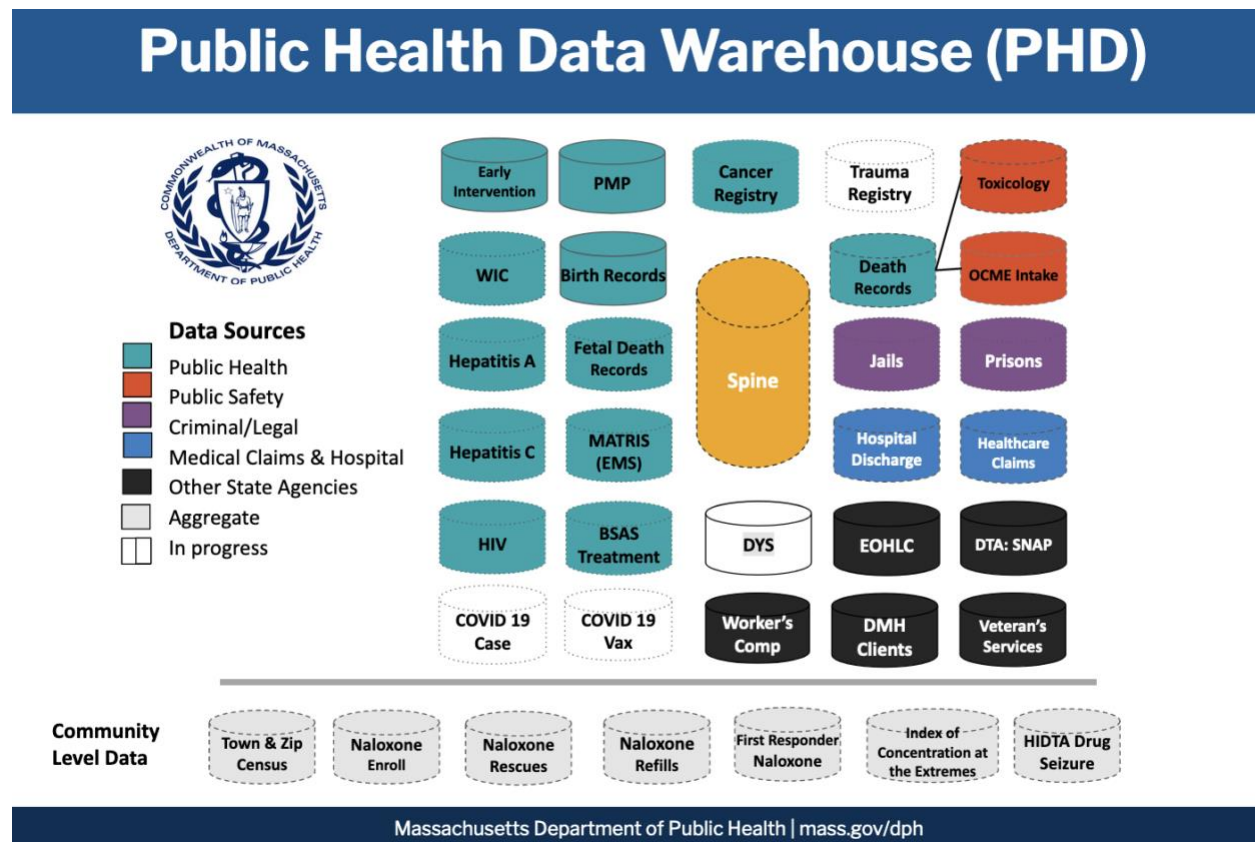 Public Health Data Warehouse (PHD)
COMMONWEALTH OF MASSACHUSETTS
DEPARTMENT OF PUBLIC HEALTH
Data Sources
Public Health
Public Safety
Criminal/Legal
Medical Claims & Hospital
Other State Agencies
Aggregate
In progress
Early
Intervention
PMP
Cancer
Registry
Trauma
Registry
Toxicology
WIC
Birth Records
Death
Records
OCME Intake
Hepatitis A
Fetal Death
Records
Spine
Jails
Prisons
Hepatitis C
MATRIS
(EMS)
Hospital
Discharge
Healthcare
Claims
HIV
BSAS
Treatment
DYS
EOHLC
DTA: SNAP
COVID 19
Case
COVID 19
Vax
Worker's
Comp
DMH
Clients
Veteran's
Services
Community
Level Data
Town & Zip
Census
Naloxone
Enroll
Naloxone
Rescues
Naloxone
Refills
First Responder
Naloxone
Index of
Concentration at
the Extremes
HIDTA Drug
Seizure
Massachusetts Department of Public Health | mass.gov/dph